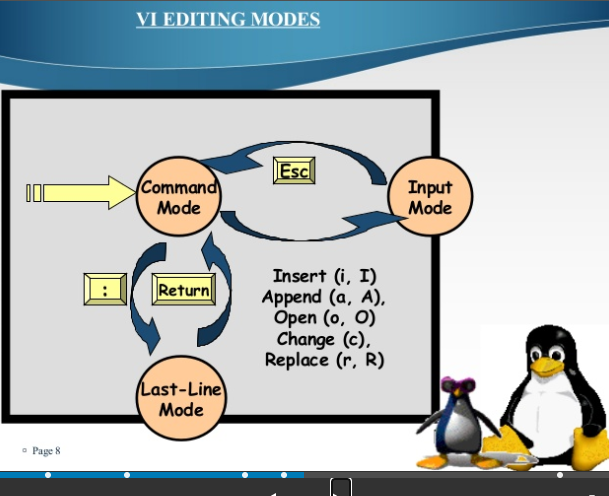 VI EDITING MODES
Esc
Command
Mode
Input
Mode
:
Return
Insert (i, I)
Append (a, A),
Open (o, O)
Change (c),
Replace (r, R)
Last-Line
Mode
Page 8